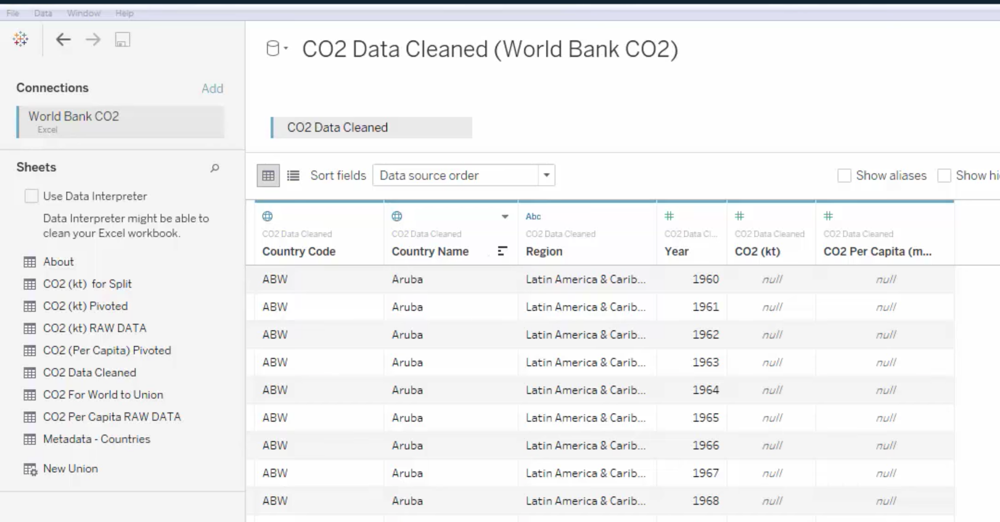 File Data Window Help
CO2 Data Cleaned (World Bank CO2)
Connections Add
World Bank CO2
Excel
CO2 Data Cleaned
Sheets
Use Data Interpreter
Data Interpreter might be able to
clean your Excel workbook.
About
CO2 (kt) for Split
CO2 (kt) Pivoted
CO2 (kt) RAW DATA
CO2 (Per Capita) Pivoted
CO2 Data Cleaned
CO2 For World to Union
CO2 Per Capita RAW DATA
Metadata - Countries
New Union
Sort fields Data source order Show aliases Show hi
Abc
CO2 Data Cleaned CO2 Data Cleaned CO2 Data Cleaned CO2 Data Cl... CO2 Data Cleaned CO2 Data Cleaned
Country Code Country Name Region Year CO2 (kt) CO2 Per Capita (m...
ABW Aruba Latin America & Carib... 1960 null null
ABW Aruba Latin America & Carib... 1961 null null
ABW Aruba Latin America & Carib... 1962 null null
ABW Aruba Latin America & Carib... 1963 null null
ABW Aruba Latin America & Carib... 1964 null null
ABW Aruba Latin America & Carib... 1965 null null
ABW Aruba Latin America & Carib... 1966 null null
ABW Aruba Latin America & Carib... 1967 null null
ABW Aruba Latin America & Carib... 1968 null null